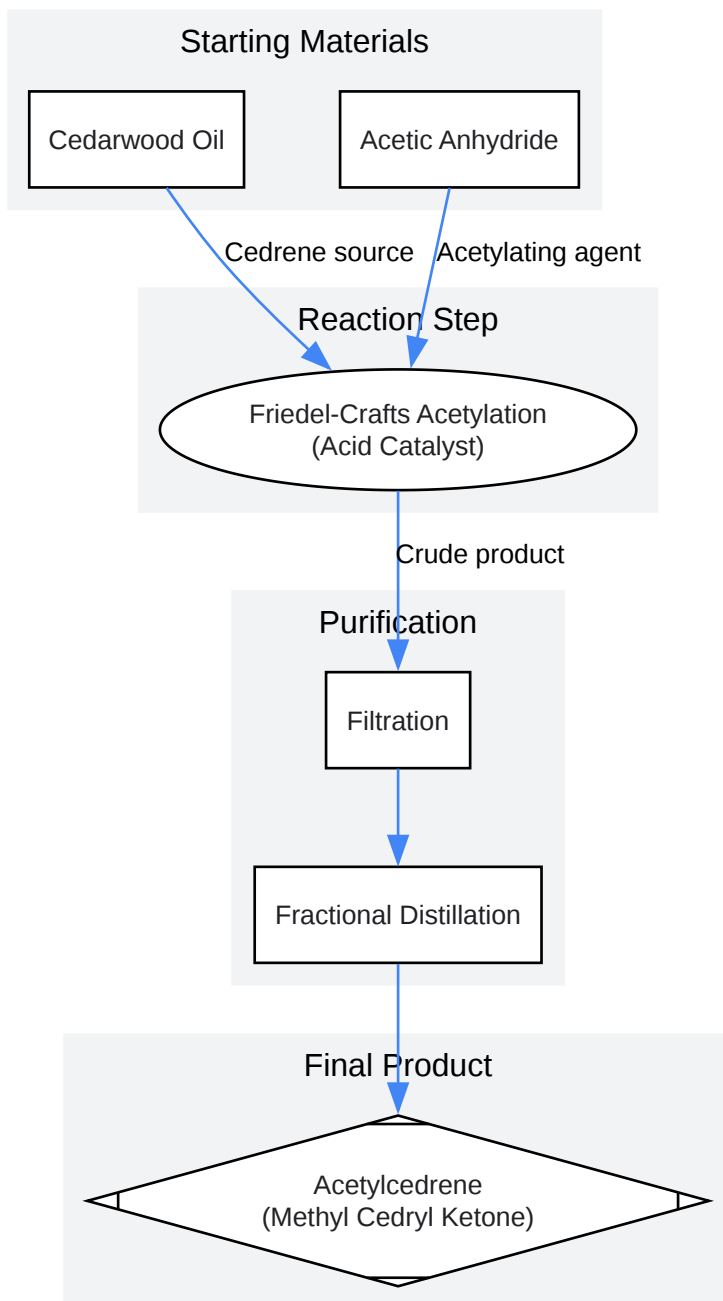 Starting Materials
Cedarwood Oil
Acetic Anhydride
Cedrene source
Acetylating agent
Reaction Step
Friedel-Crafts Acetylation
(Acid Catalyst)
Crude product
Purification
Filtration
Fractional Distillation
Final Product
Acetylcedrene
(Methyl Cedryl Ketone)